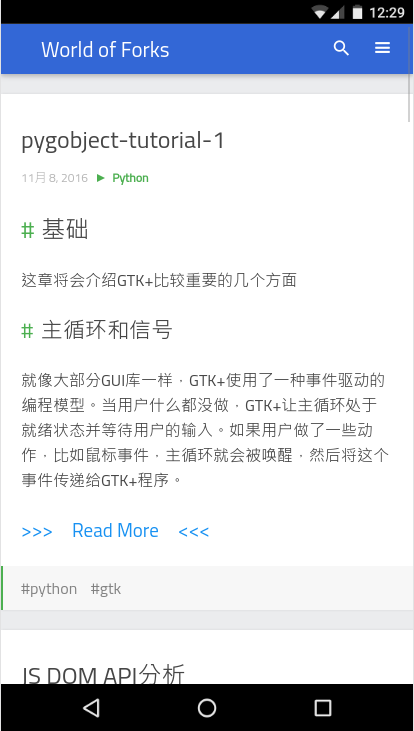 12:29
World of Forks
pygobject-tutorial-1
11月 8, 2016 ▶ Python
# 基础
这章将会介绍GTK+比较重要的几个方面
# 主循环和信号
就像大部分GUI库一样，GTK+使用了一种事件驱动的
编程模型。当用户什么都没做，GTK+让主循环处于
就绪状态并等待用户的输入。如果用户做了一些动
作，比如鼠标事件，主循环就会被唤醒，然后将这个
事件传递给GTK+程序。
>>> Read More <<<
#python #gtk
JS DOM API分析